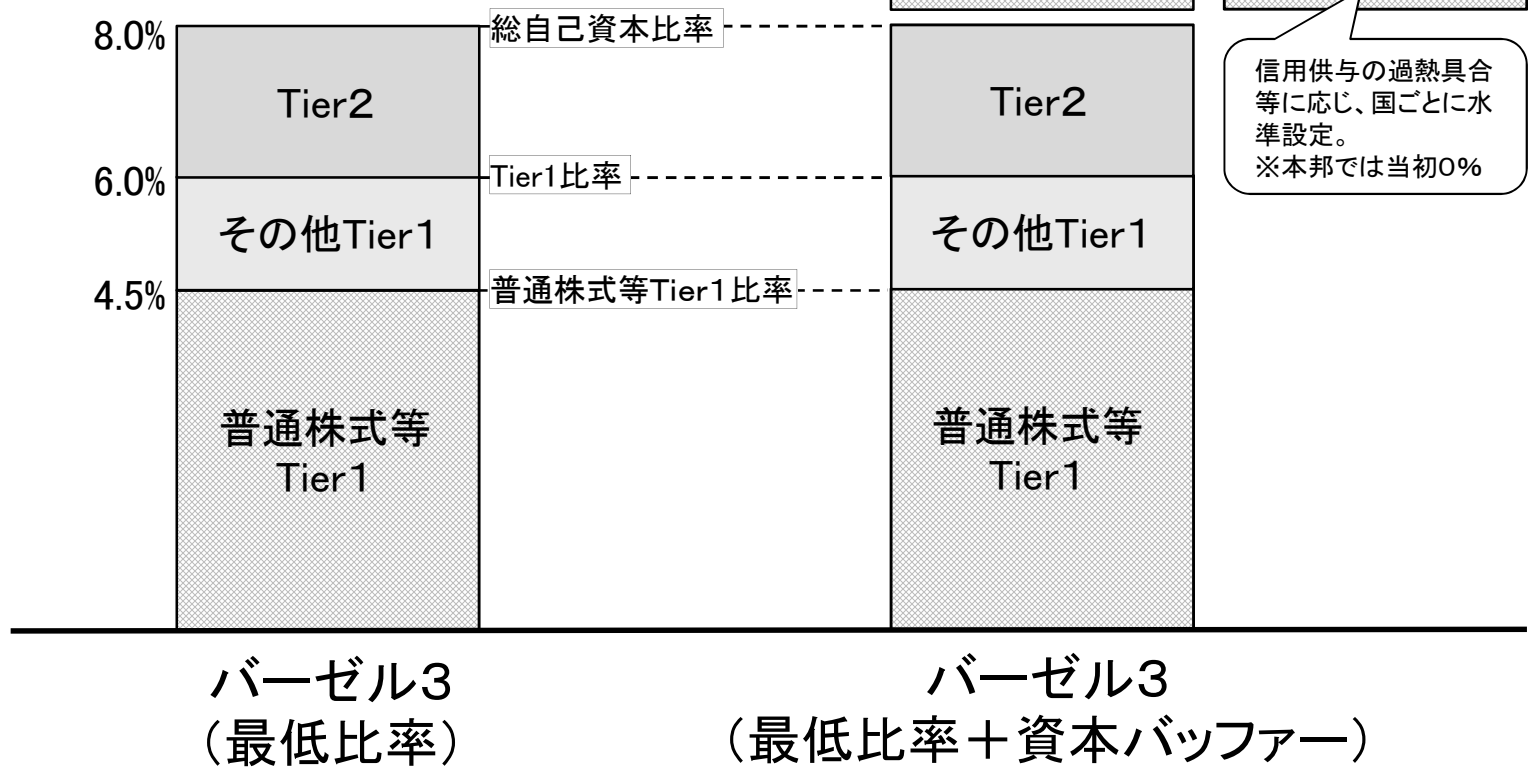 8.0%
総自己資本比率
Tier2
Tier2
信用供与の過熱具合
等に応じ、国ごとに水
準設定。
※本邦では当初0%
6.0%
Tier1比率
その他Tier1
その他Tier1
4.5%
普通株式等Tier1比率
普通株式等
Tier1
普通株式等
Tier1
バーゼル3
(最低比率)
バーゼル3
(最低比率+資本バッファー)